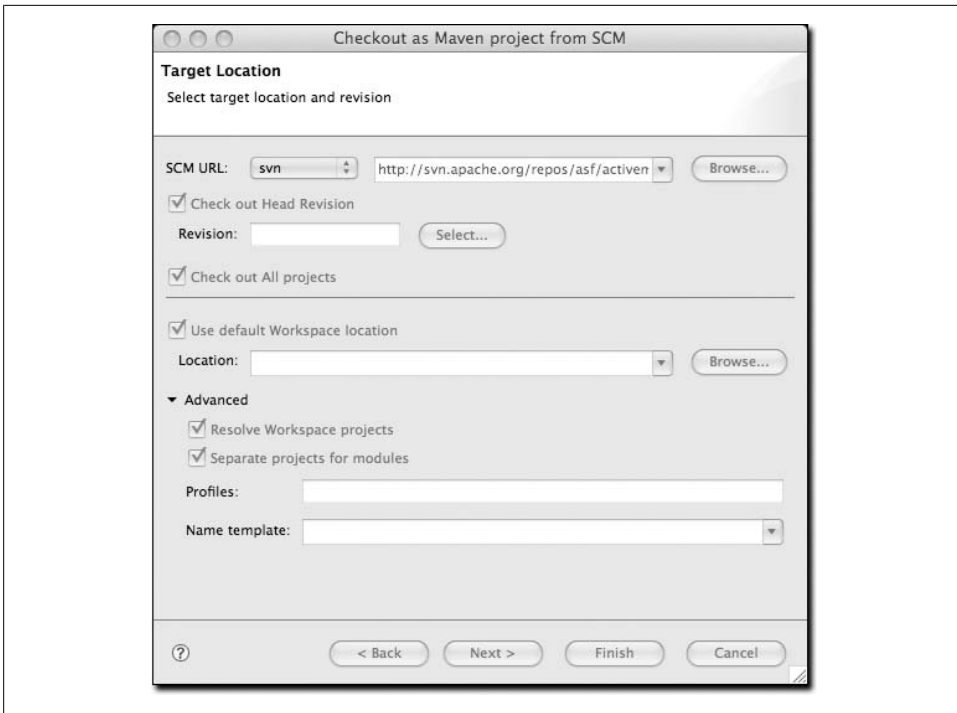 Checkout as Maven project from SCM
Target Location
Select target location and revision
SCM URL: svn http://svn.apache.org/repos/asf/activem Browse...
Check out Head Revision
Revision: Select...
Check out All projects
Use default Workspace location
Location: Browse...
Advanced
Resolve Workspace projects
Separate projects for modules
Profiles:
Name template:
? < Back Next > Finish Cancel